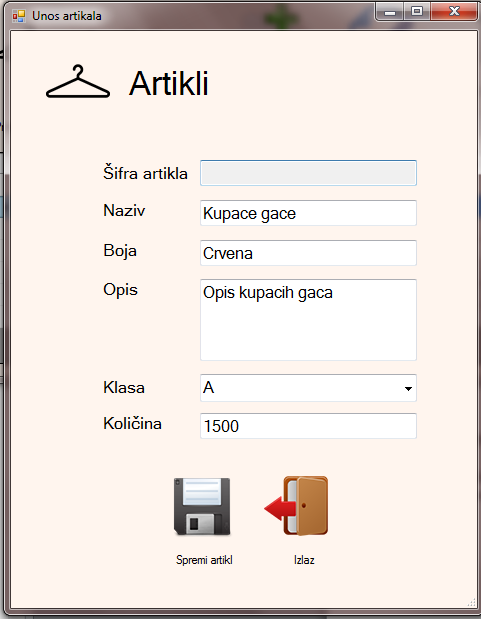 Unos artikala
Artikli
Šifra artikla
Naziv Kupace gace
Boja Crvena
Opis Opis kupacih gaca
Klasa A
Količina 1500
Spremi artikl Izlaz